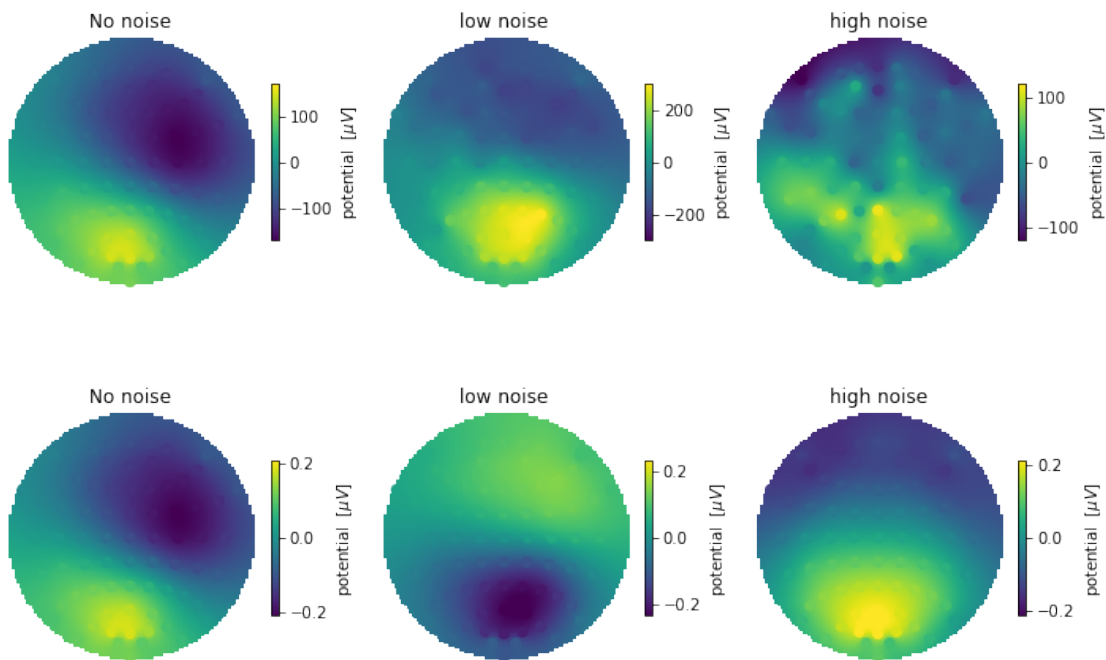 No noise
low noise
high noise
100
0
−100
potential [μV]
200
0
−200
potential [μV]
100
0
−100
potential [μV]
No noise
low noise
high noise
0.2
0.0
−0.2
potential [μV]
0.2
0.0
−0.2
potential [μV]
0.2
0.0
−0.2
potential [μV]